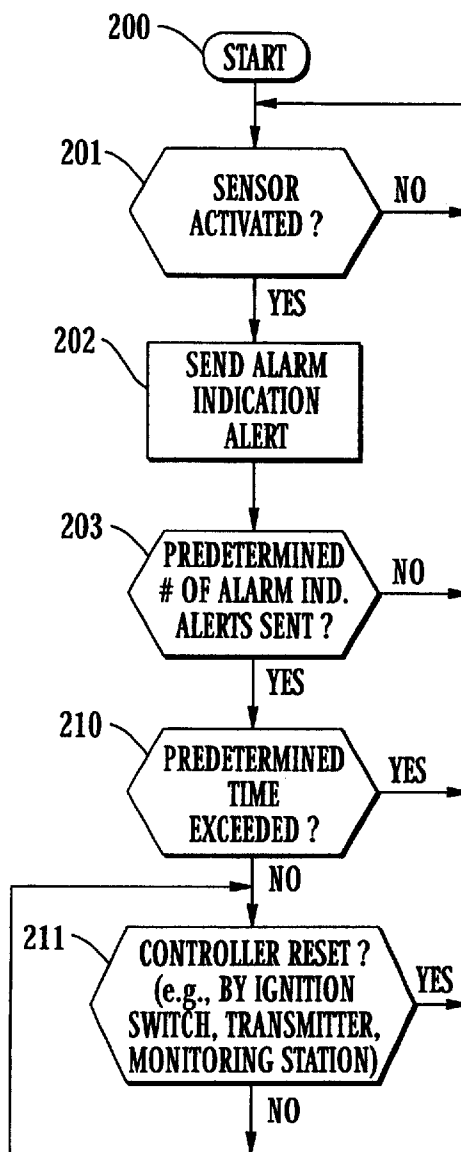 200
START
201
SENSOR
ACTIVATED ?
NO
YES
202
SEND ALARM
INDICATION
ALERT
203
PREDETERMINED
# OF ALARM IND.
ALERTS SENT ?
NO
YES
210
PREDETERMINED
TIME
EXCEEDED ?
YES
NO
211
CONTROLLER RESET ?
(e.g., BY IGNITION
SWITCH, TRANSMITTER,
MONITORING STATION)
YES
NO